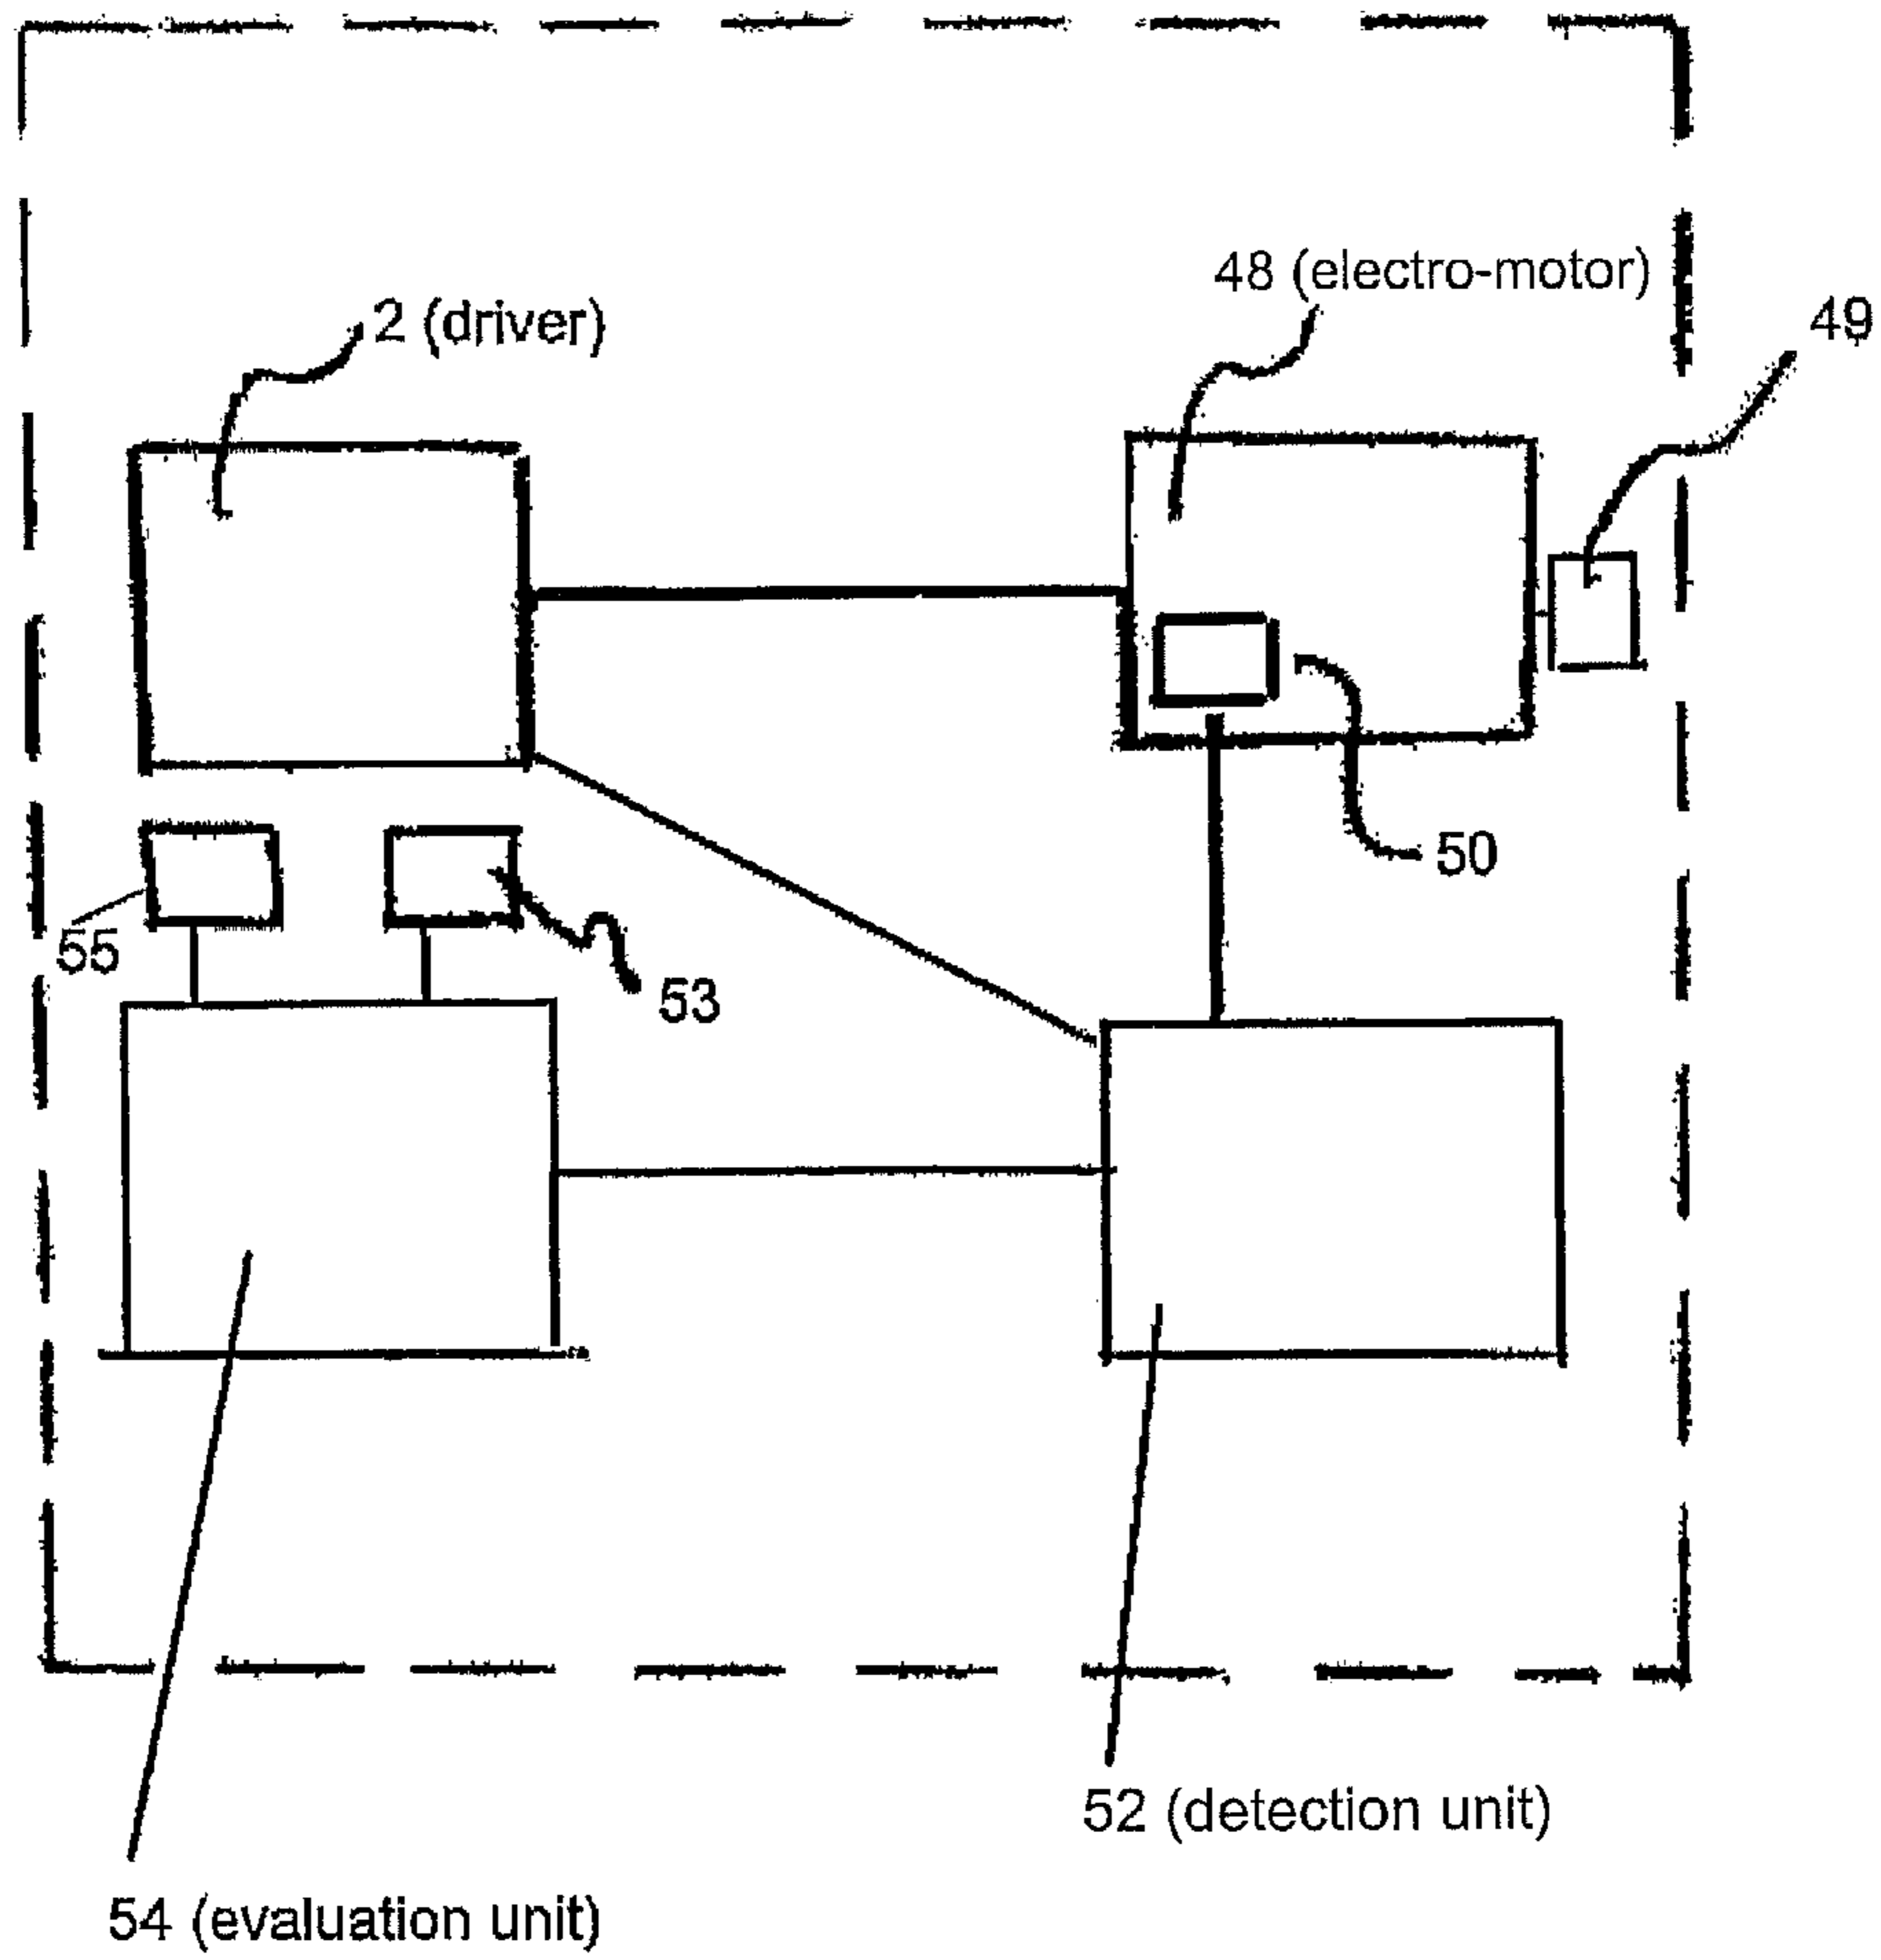 48 (electro-motor)
2 (driver)
49
50
55
53
52 (detection unit)
54 (evaluation unit)